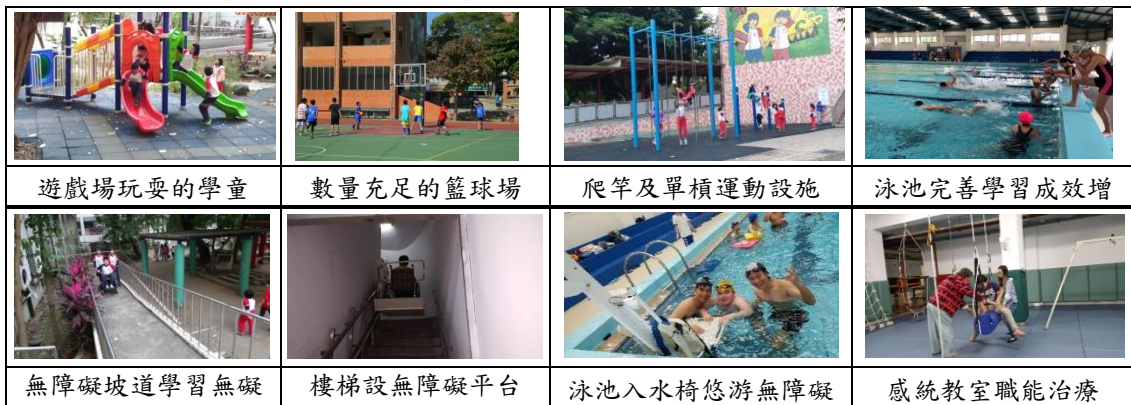 遊戲場玩耍的學童
數量充足的籃球場
爬竿及單槓運動設施
泳池完善學習成效增
無障礙坡道學習無礙
樓梯設無障礙平台
泳池入水椅悠游無障礙
感統教室職能治療